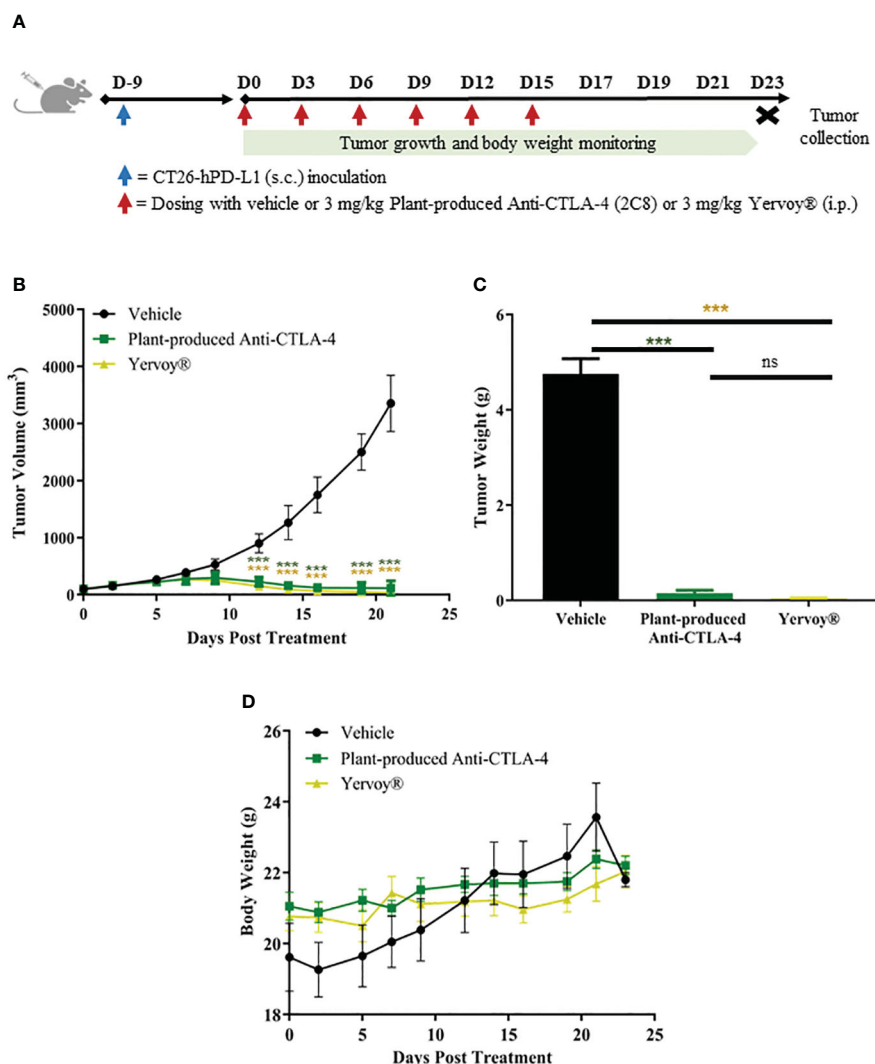 A
D-9 D0 D3 D6 D9 D12 D15 D17 D19 D21 D23
Tumor growth and body weight monitoring
Tumor
collection
= CT26-hPD-L1 (s.c.) inoculation
= Dosing with vehicle or 3 mg/kg Plant-produced Anti-CTLA-4 (2C8) or 3 mg/kg Yervoy® (i.p.)
B
Vehicle
Plant-produced Anti-CTLA-4
Yervoy®
Tumor Volume (mm3)
5000
4000
3000
2000
1000
0
*** *** *** *** ***
*** *** *** *** ***
0 5 10 15 20 25
Days Post Treatment
C
Tumor Weight (g)
6
4
2
0
***
***
ns
Vehicle Plant-produced Yervoy®
Anti-CTLA-4
D
Vehicle
Plant-produced Anti-CTLA-4
Yervoy®
Body Weight (g)
26
24
22
20
18
0 5 10 15 20 25
Days Post Treatment